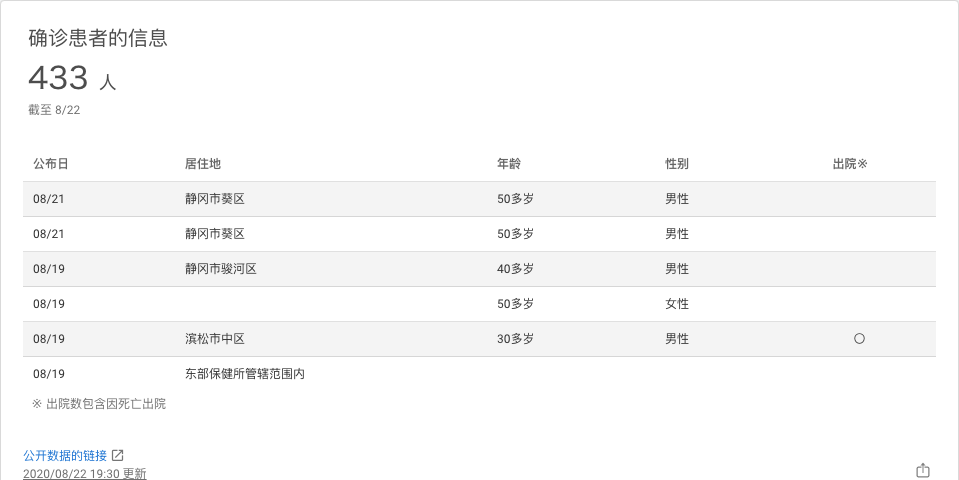 确诊患者的信息
433 人
截至 8/22
公布日 居住地 年龄 性别 出院※
08/21 静冈市葵区 50多岁 男性
08/21 静冈市葵区 50多岁 男性
08/19 静冈市骏河区 40多岁 男性
08/19 50多岁 女性
08/19 滨松市中区 30多岁 男性 〇
08/19 东部保健所管辖范围内
※ 出院数包含因死亡出院
公开数据的链接
2020/08/22 19:30 更新